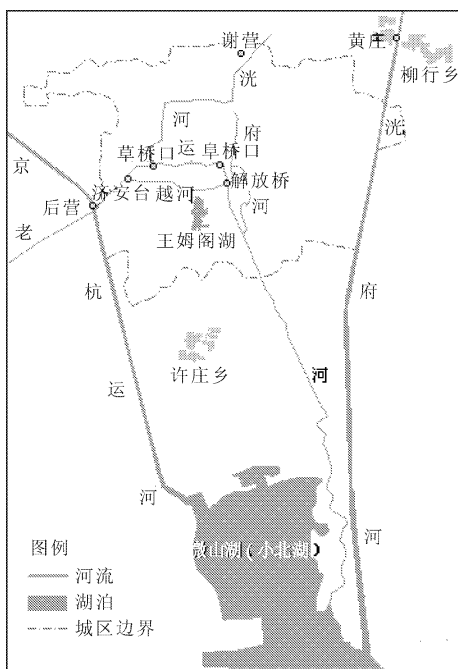 谢营
黄庄
柳行乡
洸
河
府
洸
京
草桥口
运
阜桥口
济安台
越河
解放桥
后营
河
老
王姆阁湖
杭
府
许庄乡
河
运
河
河
微山湖(小北湖)
图例
河流
湖泊
城区边界